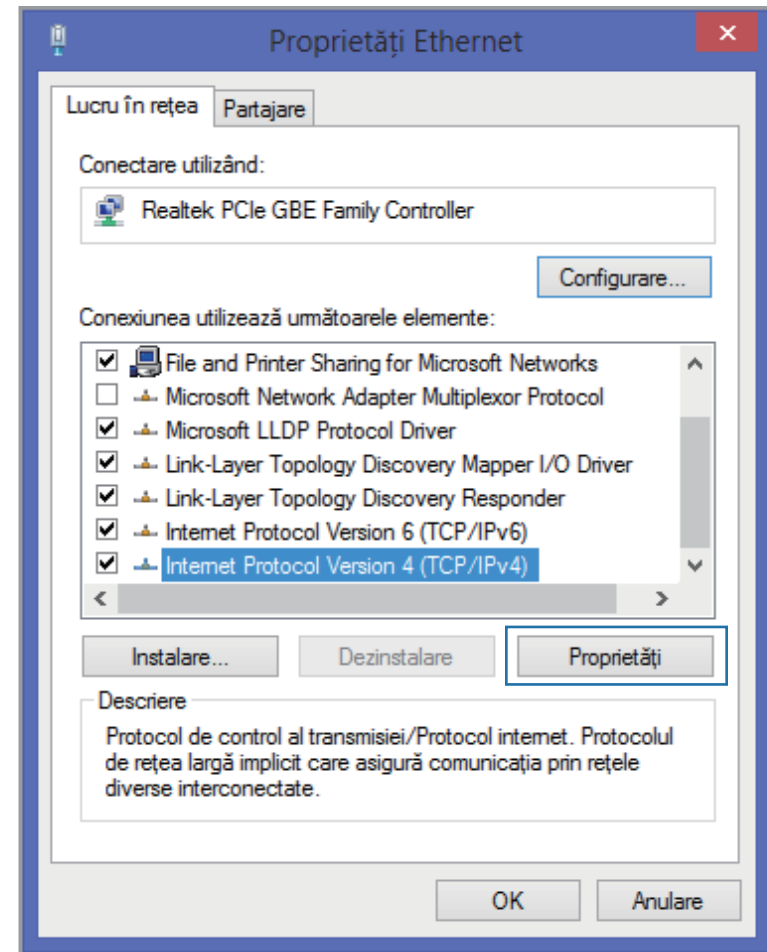 Proprietăți Ethernet
Lucru în rețea
Partajare
Conectare utilizând:
Realtek PCIe GBE Family Controller
Configurare...
Conexiunea utilizează următoarele elemente:
File and Printer Sharing for Microsoft Networks
Microsoft Network Adapter Multiplexor Protocol
Microsoft LLDP Protocol Driver
Link-Layer Topology Discovery Mapper I/O Driver
Link-Layer Topology Discovery Responder
Internet Protocol Version 6 (TCP/IPv6)
Internet Protocol Version 4 (TCP/IPv4)
Instalare...
Dezinstalare
Proprietăți
Descriere
Protocol de control al transmisiei/Protocol internet. Protocolul
de rețea largă implicit care asigură comunicația prin rețele
diverse interconectate.
OK
Anulare